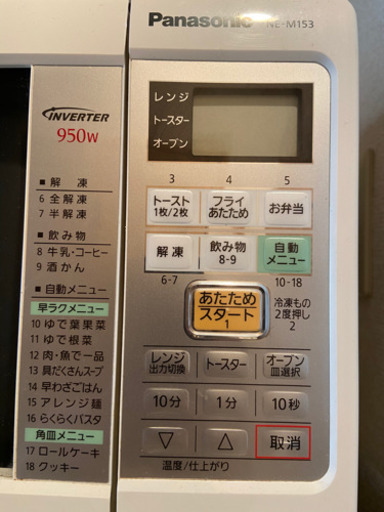 Panasonic NE-M153
INVERTER
950W
■解凍
6 全解凍
7 半解凍
■飲み物
8 牛乳・コーヒー
9 酒かん
■自動メニュー
早ラクメニュー
10 ゆで葉果菜
11 ゆで根菜
12 肉・魚で一品
13 具だくさんスープ
14 早わざごはん
15 アレンジ麺
16 らくらくパスタ
角皿メニュー
17 ロールケーキ
18 クッキー
レンジ
トースター
オーブン
3 4 5
トースト
1枚/2枚
フライ
あたため
お弁当
解凍
飲み物
8-9
自動
メニュー
6-7
10-18
あたため
スタート
1
冷凍もの
2度押し
2
レンジ
出力切換
トースター
オーブン
皿選択
10分 1分 10秒
▽ △ 取消
温度/仕上がり